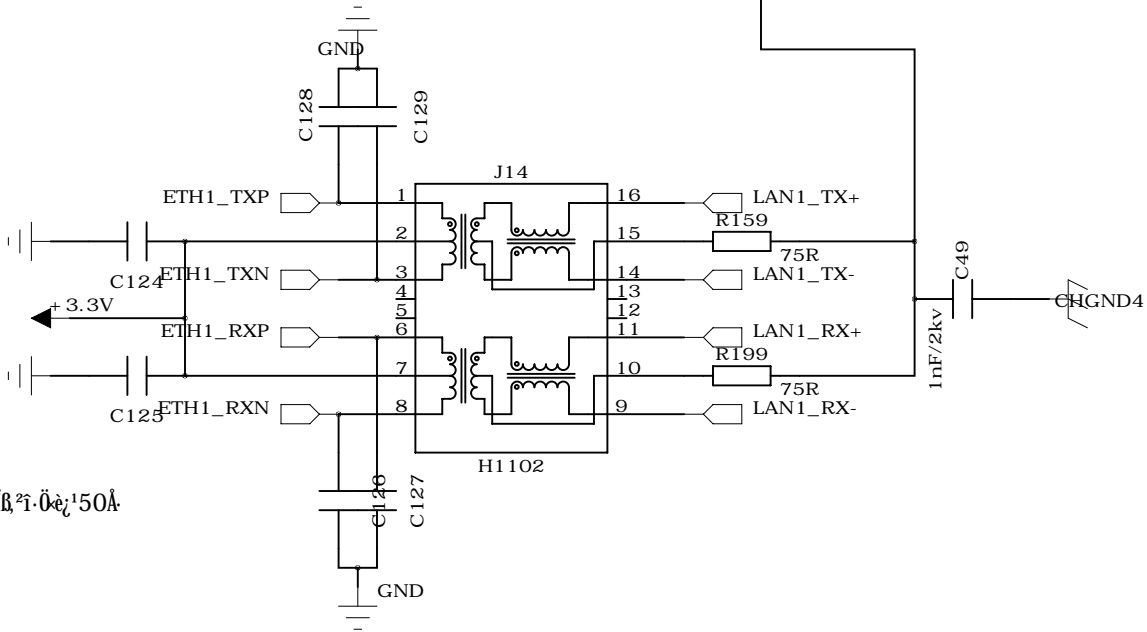 GND
C128
C129
J14
ETH1_TXP
1
16
LAN1_TX+
R159
2
15
75R
C124
ETH1_TXN
3
14
LAN1_TX-
C49
4
13
+3.3V
5
12
CHGND4
ETH1_RXP
6
11
LAN1_RX+
1nF/2kv
R199
7
10
75R
C125
ETH1_RXN
8
9
LAN1_RX-
H1102
C126
C127
GND